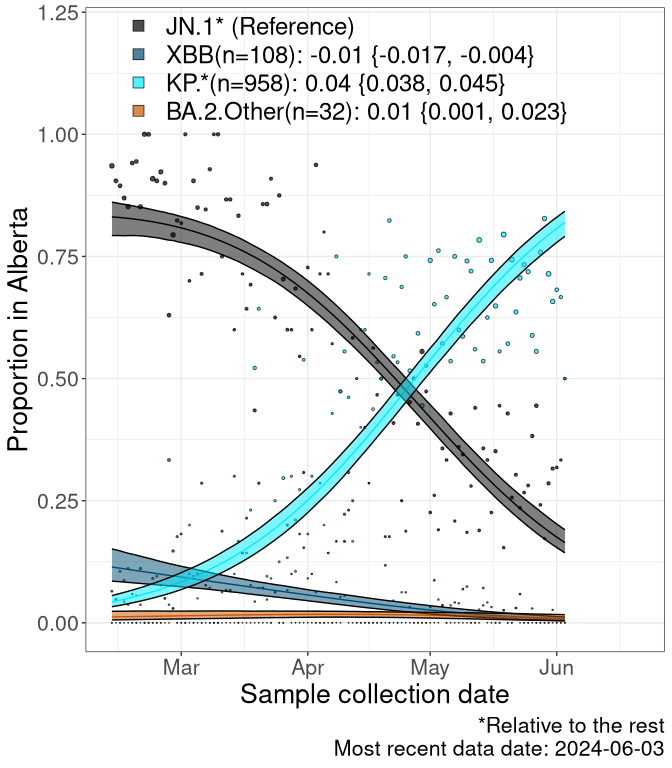 JN.1* (Reference)
XBB(n=108): -0.01 {-0.017, -0.004}
KP.*(n=958): 0.04 {0.038, 0.045}
BA.2.Other(n=32): 0.01 {0.001, 0.023}
1.25
1.00
0.75
0.50
0.25
0.00
Proportion in Alberta
Mar Apr May Jun
Sample collection date
*Relative to the rest
Most recent data date: 2024-06-03